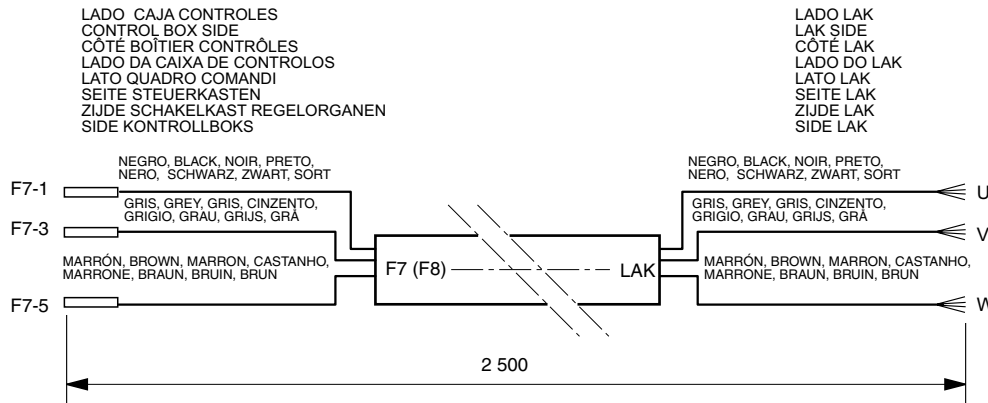 LADO CAJA CONTROLES
CONTROL BOX SIDE
CÔTÉ BOÎTIER CONTRÔLES
LADO DA CAIXA DE CONTROLOS
LATO QUADRO COMANDI
SEITE STEUERKASTEN
ZIJDE SCHAKELKAST REGELORGANEN
SIDE KONTROLLBOKS
LADO LAK
LAK SIDE
CÔTÉ LAK
LADO DO LAK
LATO LAK
SEITE LAK
ZIJDE LAK
SIDE LAK
F7-1
NEGRO, BLACK, NOIR, PRETO,
NERO, SCHWARZ, ZWART, SORT
NEGRO, BLACK, NOIR, PRETO,
NERO, SCHWARZ, ZWART, SORT
U
F7-3
GRIS, GREY, GRIS, CINZENTO,
GRIGIO, GRAU, GRIJS, GRÅ
GRIS, GREY, GRIS, CINZENTO,
GRIGIO, GRAU, GRIJS, GRÅ
V
F7-5
MARRÓN, BROWN, MARRON, CASTANHO,
MARRONE, BRAUN, BRUIN, BRUN
F7 (F8)
LAK
MARRÓN, BROWN, MARRON, CASTANHO,
MARRONE, BRAUN, BRUIN, BRUN
W
2 500